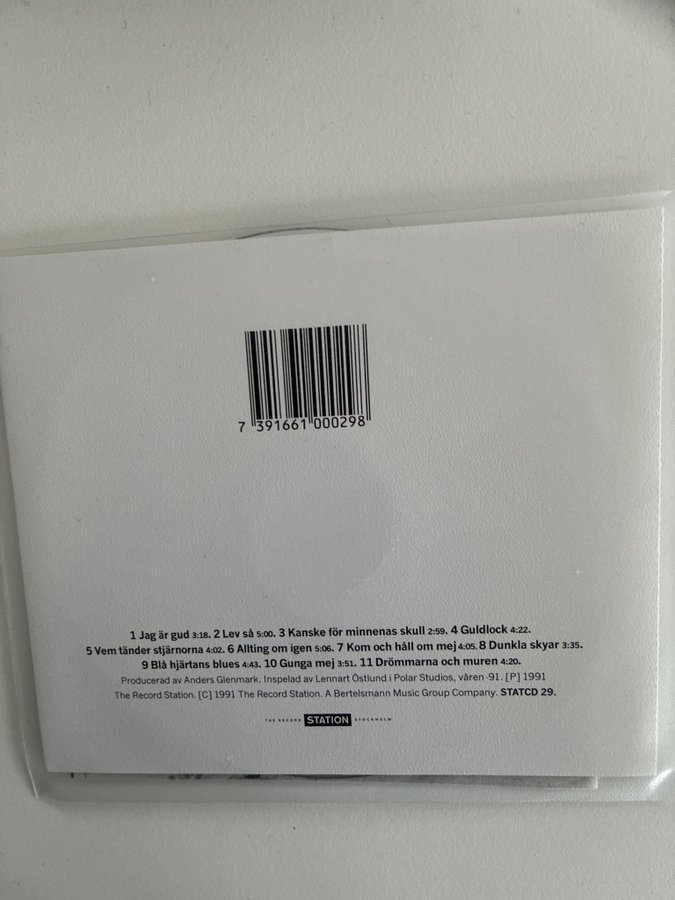 7 391661 000298
1 Jag är gud 3:18. 2 Lev så 5:00. 3 Kanske för minnenas skull 2:59. 4 Guldlock 4:22.
5 Vem tänder stjärnorna 4:02. 6 Allting om igen 5:06. 7 Kom och håll om mej 4:05. 8 Dunkla skyar 3:35.
9 Blå hjärtans blues 4:43. 10 Gunga mej 3:51. 11 Drömmarna och muren 4:20.
Producerad av Anders Glenmark. Inspelad av Lennart Östlund i Polar Studios, våren -91. [P] 1991
The Record Station. [C] 1991 The Record Station. A Bertelsmann Music Group Company. STATCD 29.
THE RECORD STATION STOCKHOLM